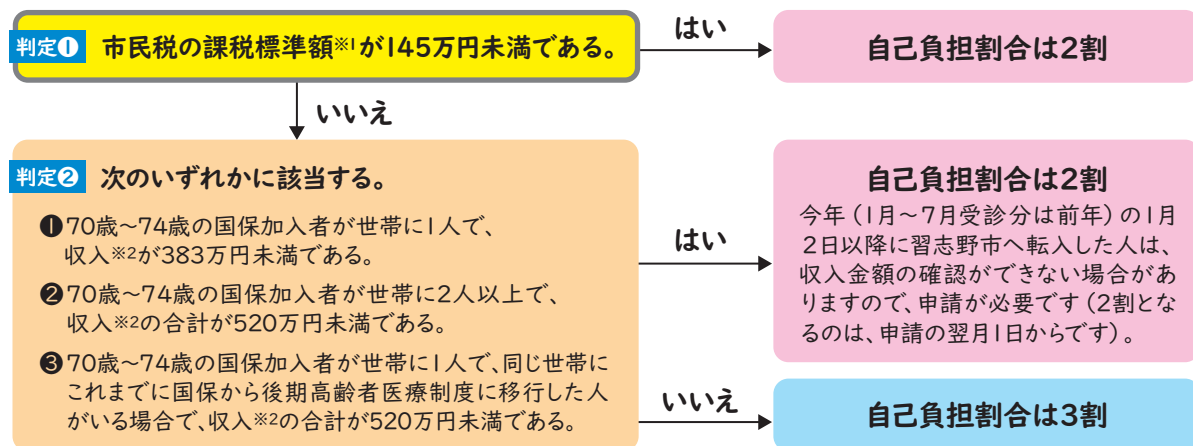 判定❶ 市民税の課税標準額※1が145万円未満である。
はい
自己負担割合は2割
いいえ
判定❷ 次のいずれかに該当する。
❶70歳～74歳の国保加入者が世帯に1人で、
収入※2が383万円未満である。
❷70歳～74歳の国保加入者が世帯に2人以上で、
収入※2の合計が520万円未満である。
❸70歳～74歳の国保加入者が世帯に1人で、同じ世帯に
これまでに国保から後期高齢者医療制度に移行した人
がいる場合で、収入※2の合計が520万円未満である。
はい
自己負担割合は2割
今年（1月～7月受診分は前年）の1月
2日以降に習志野市へ転入した人は、
収入金額の確認ができない場合があ
りますので、申請が必要です（2割とな
るのは、申請の翌月1日からです）。
いいえ
自己負担割合は3割